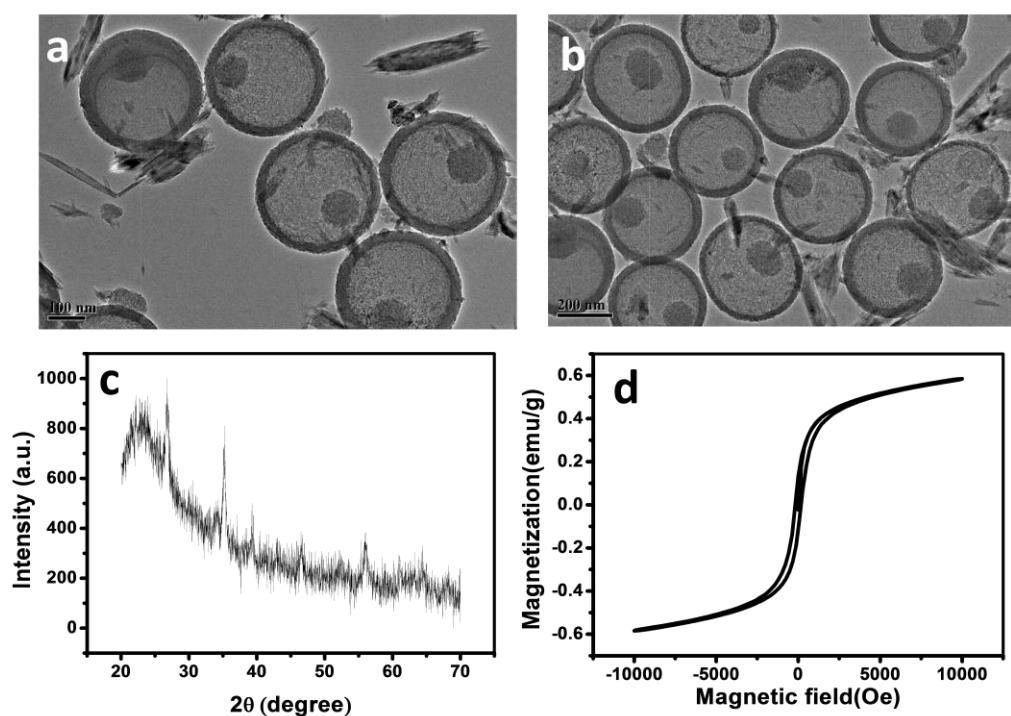 a
100 nm
b
200 nm
c
Intensity (a.u.)
1000
800
600
400
200
0
20 30 40 50 60 70
2θ (degree)
d
Magnetization(emu/g)
0.6
0.4
0.2
0.0
-0.2
-0.4
-0.6
-10000 -5000 0 5000 10000
Magnetic field(Oe)